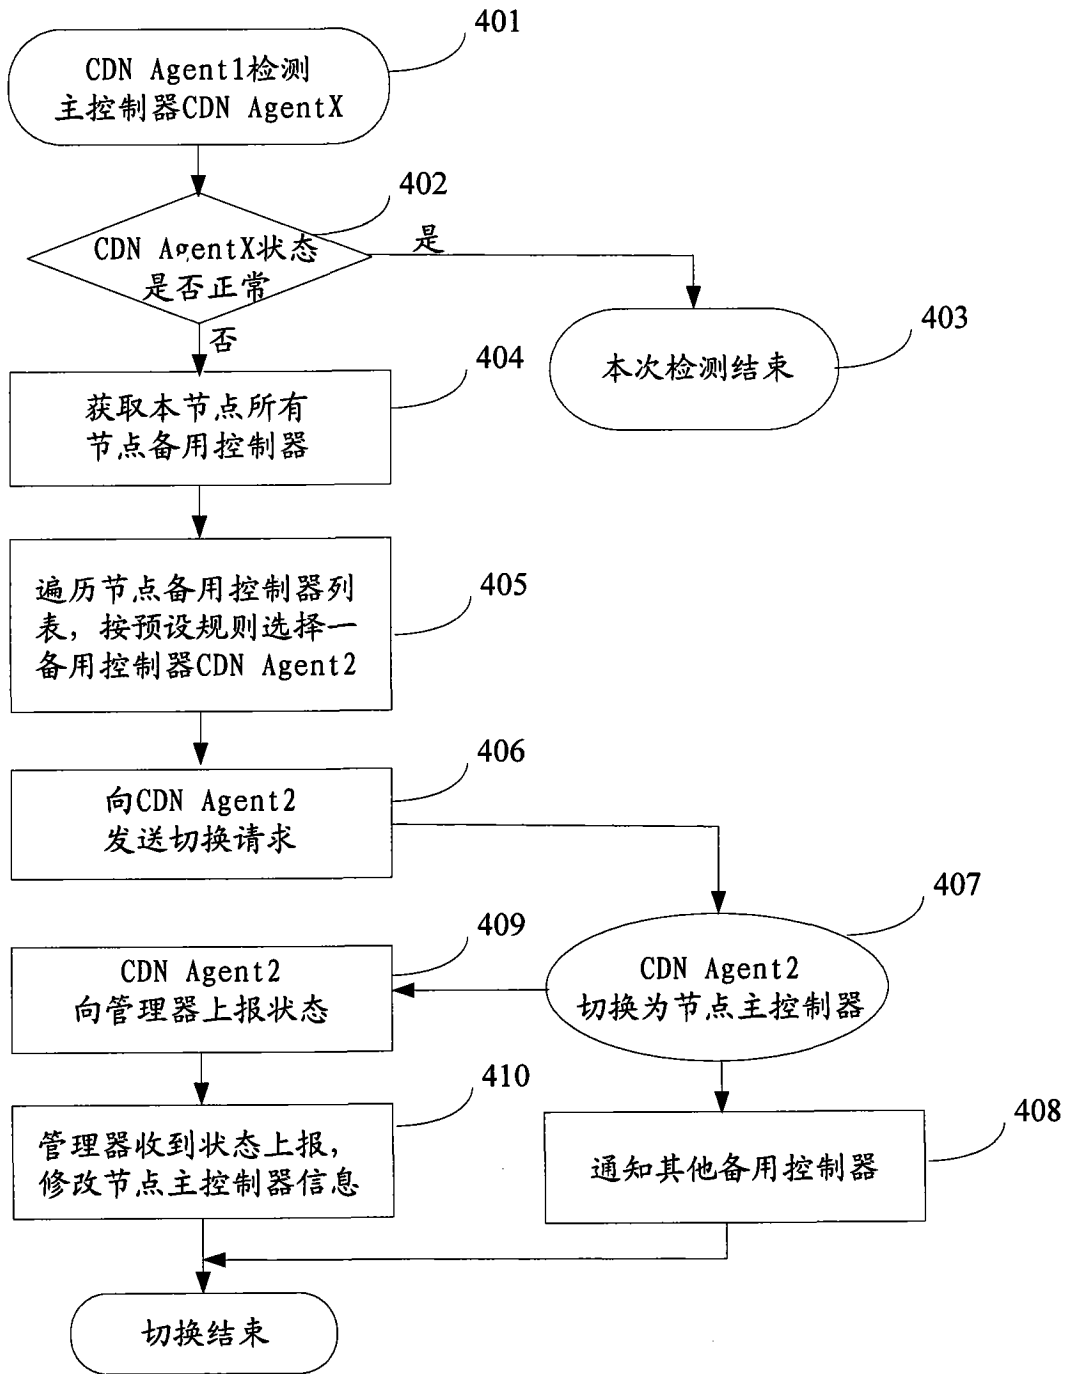 401
CDN Agent1检测
主控制器CDN AgentX
402
CDN AgentX状态
是否正常
是
否
403
本次检测结束
404
获取本节点所有
节点备用控制器
405
遍历节点备用控制器列
表，按预设规则选择一
备用控制器CDN Agent2
406
向CDN Agent2
发送切换请求
407
CDN Agent2
切换为节点主控制器
409
CDN Agent2
向管理器上报状态
410
管理器收到状态上报，
修改节点主控制器信息
408
通知其他备用控制器
切换结束